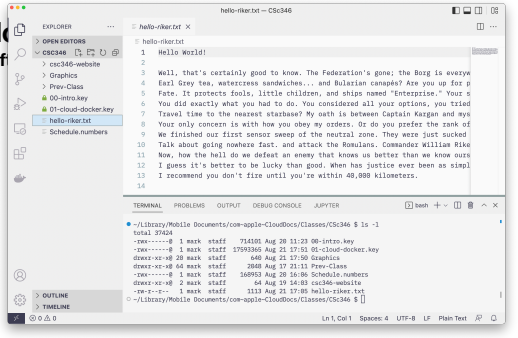 hello-riker.txt — CSc346
EXPLORER
OPEN EDITORS
CSC346
csc346-website
Graphics
Prev-Class
00-intro.key
01-cloud-docker.key
hello-riker.txt
Schedule.numbers
OUTLINE
TIMELINE
hello-riker.txt
hello-riker.txt
1 Hello World!
2
3 Well, that's certainly good to know. The Federation's gone; the Borg is everyw
4 Earl Grey tea, watercress sandwiches... and Bularian canapés? Are you up for p
5 Fate. It protects fools, little children, and ships named "Enterprise." Your s
6 You did exactly what you had to do. You considered all your options, you tried
7 Travel time to the nearest starbase? My oath is between Captain Kargan and mys
8 Your only concern is with how you obey my orders. Or do you prefer the rank of
9 We finished our first sensor sweep of the neutral zone. They were just sucked
10 Talk about going nowhere fast. and attack the Romulans. Commander William Rike
11 Now, how the hell do we defeat an enemy that knows us better than we know ours
12 I guess it's better to be lucky than good. When has justice ever been as simpl
13 I recommend you don't fire until you're within 40,000 kilometers.
14
TERMINAL PROBLEMS OUTPUT DEBUG CONSOLE JUPYTER bash
~/Library/Mobile Documents/com~apple~CloudDocs/Classes/CSc346 $ ls -l
total 37424
-rwx------@ 1 mark staff 714101 Aug 20 11:23 00-intro.key
-rwx------@ 1 mark staff 17593365 Aug 21 17:51 01-cloud-docker.key
drwxr-xr-x@ 20 mark staff 640 Aug 21 17:50 Graphics
drwxr-xr-x@ 64 mark staff 2048 Aug 17 21:11 Prev-Class
-rwx------@ 1 mark staff 168953 Aug 20 16:06 Schedule.numbers
drwxr-xr-x@ 2 mark staff 64 Aug 19 14:03 csc346-website
-rw-r--r-- 1 mark staff 1113 Aug 21 17:05 hello-riker.txt
~/Library/Mobile Documents/com~apple~CloudDocs/Classes/CSc346 $
0 0 Ln 1, Col 1 Spaces: 4 UTF-8 LF Plain Text